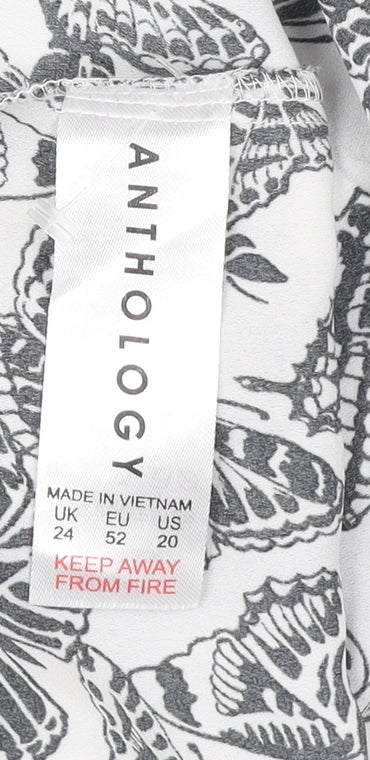 ANTHOLOGY
MADE IN VIETNAM
UK EU US
24 52 20
KEEP AWAY
FROM FIRE